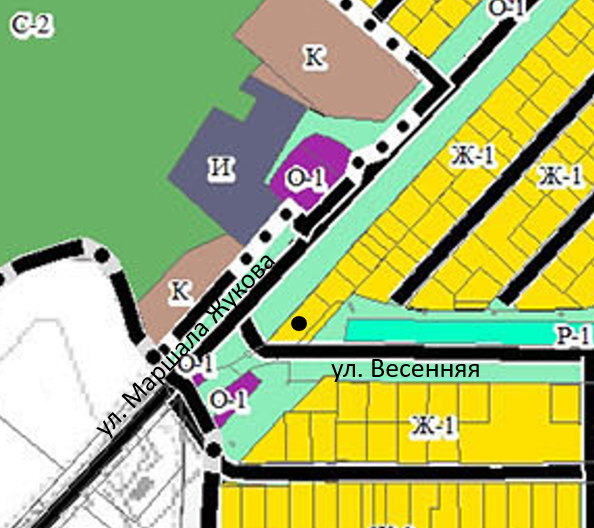 О-1
С-2
К
Ж-1
И
Ж-1
О-1
К
ул. Маршала Жукова
Р-1
О-1
ул. Весенняя
О-1
Ж-1